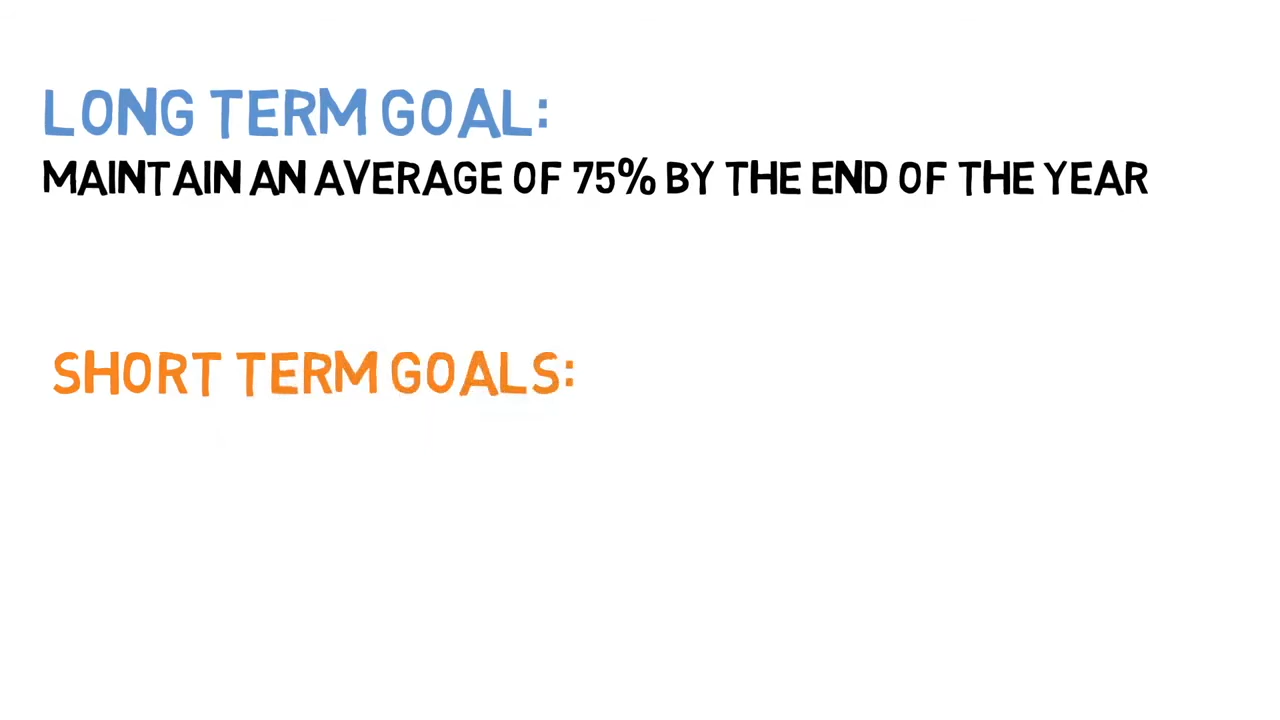 LONG TERM GOAL:
MAINTAIN AN AVERAGE OF 75% BY THE END OF THE YEAR
SHORT TERM GOALS: